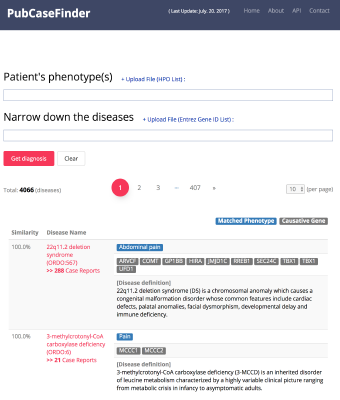 PubCaseFinder
( Last Update: July. 20, 2017 )
Home About API Contact
Patient's phenotype(s) + Upload File (HPO List) :
Narrow down the diseases + Upload File (Entrez Gene ID List) :
Get diagnosis Clear
Total: 4066 (diseases) 1 2 3 ... 407 » 10 (per page)
Matched Phenotype Causative Gene
Similarity Disease Name
100.0% 22q11.2 deletion syndrome (ORDO:567) >> 288 Case Reports
Abdominal pain
ARVCF COMT GP1BB HIRA JMJD1C RREB1 SEC24C TBX1 TBX1
UFD1
[Disease definition]
22q11.2 deletion syndrome (DS) is a chromosomal anomaly which causes a
congenital malformation disorder whose common features include cardiac
defects, palatal anomalies, facial dysmorphism, developmental delay and
immune deficiency.
100.0% 3-methylcrotonyl-CoA carboxylase deficiency (ORDO:6) >> 21 Case Reports
Pain
MCCC1 MCCC2
[Disease definition]
3-methylcrotonyl-CoA carboxylase deficiency (3-MCCD) is an inherited disorder
of leucine metabolism characterized by a highly variable clinical picture ranging
from metabolic crisis in infancy to asymptomatic adults.